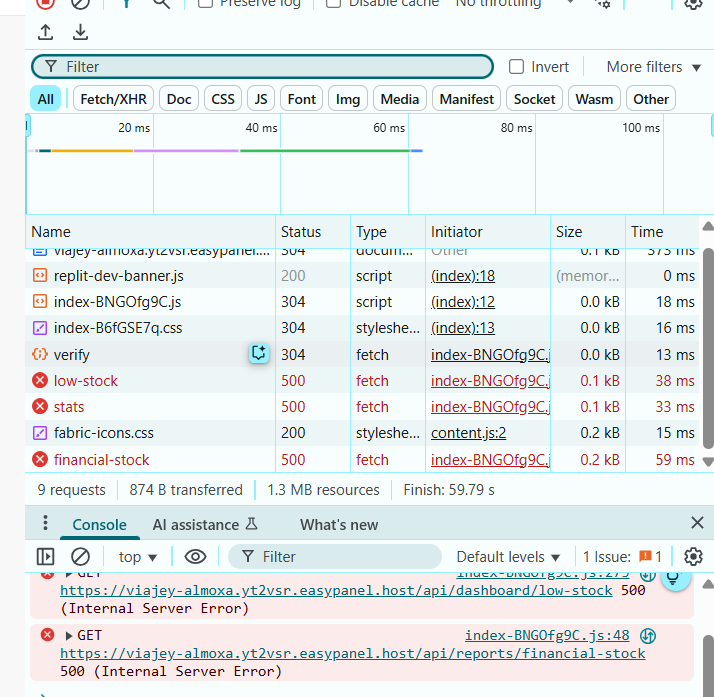 Preserve log Disable cache No throttling
Filter Invert More filters
All Fetch/XHR Doc CSS JS Font Img Media Manifest Socket Wasm Other
20 ms 40 ms 60 ms 80 ms 100 ms
Name Status Type Initiator Size Time
viajey-almoxa.yt2vsr.easypanel.... 304 docum... Other 0.1 kB 373 ms
replit-dev-banner.js 200 script (index):18 (memor... 0 ms
index-BNGOfg9C.js 304 script (index):12 0.0 kB 18 ms
index-B6fGSE7q.css 304 styleshe... (index):13 0.0 kB 16 ms
verify 304 fetch index-BNGOfg9C.j 0.0 kB 13 ms
low-stock 500 fetch index-BNGOfg9C.j 0.1 kB 38 ms
stats 500 fetch index-BNGOfg9C.j 0.1 kB 33 ms
fabric-icons.css 200 styleshe... content.js:2 0.2 kB 15 ms
financial-stock 500 fetch index-BNGOfg9C.j 0.2 kB 59 ms
9 requests 874 B transferred 1.3 MB resources Finish: 59.79 s
Console AI assistance What's new
top Filter Default levels 1 Issue: 1
GET index-BNGOfg9C.js:275
https://viajey-almoxa.yt2vsr.easypanel.host/api/dashboard/low-stock 500
(Internal Server Error)
GET index-BNGOfg9C.js:48
https://viajey-almoxa.yt2vsr.easypanel.host/api/reports/financial-stock
500 (Internal Server Error)